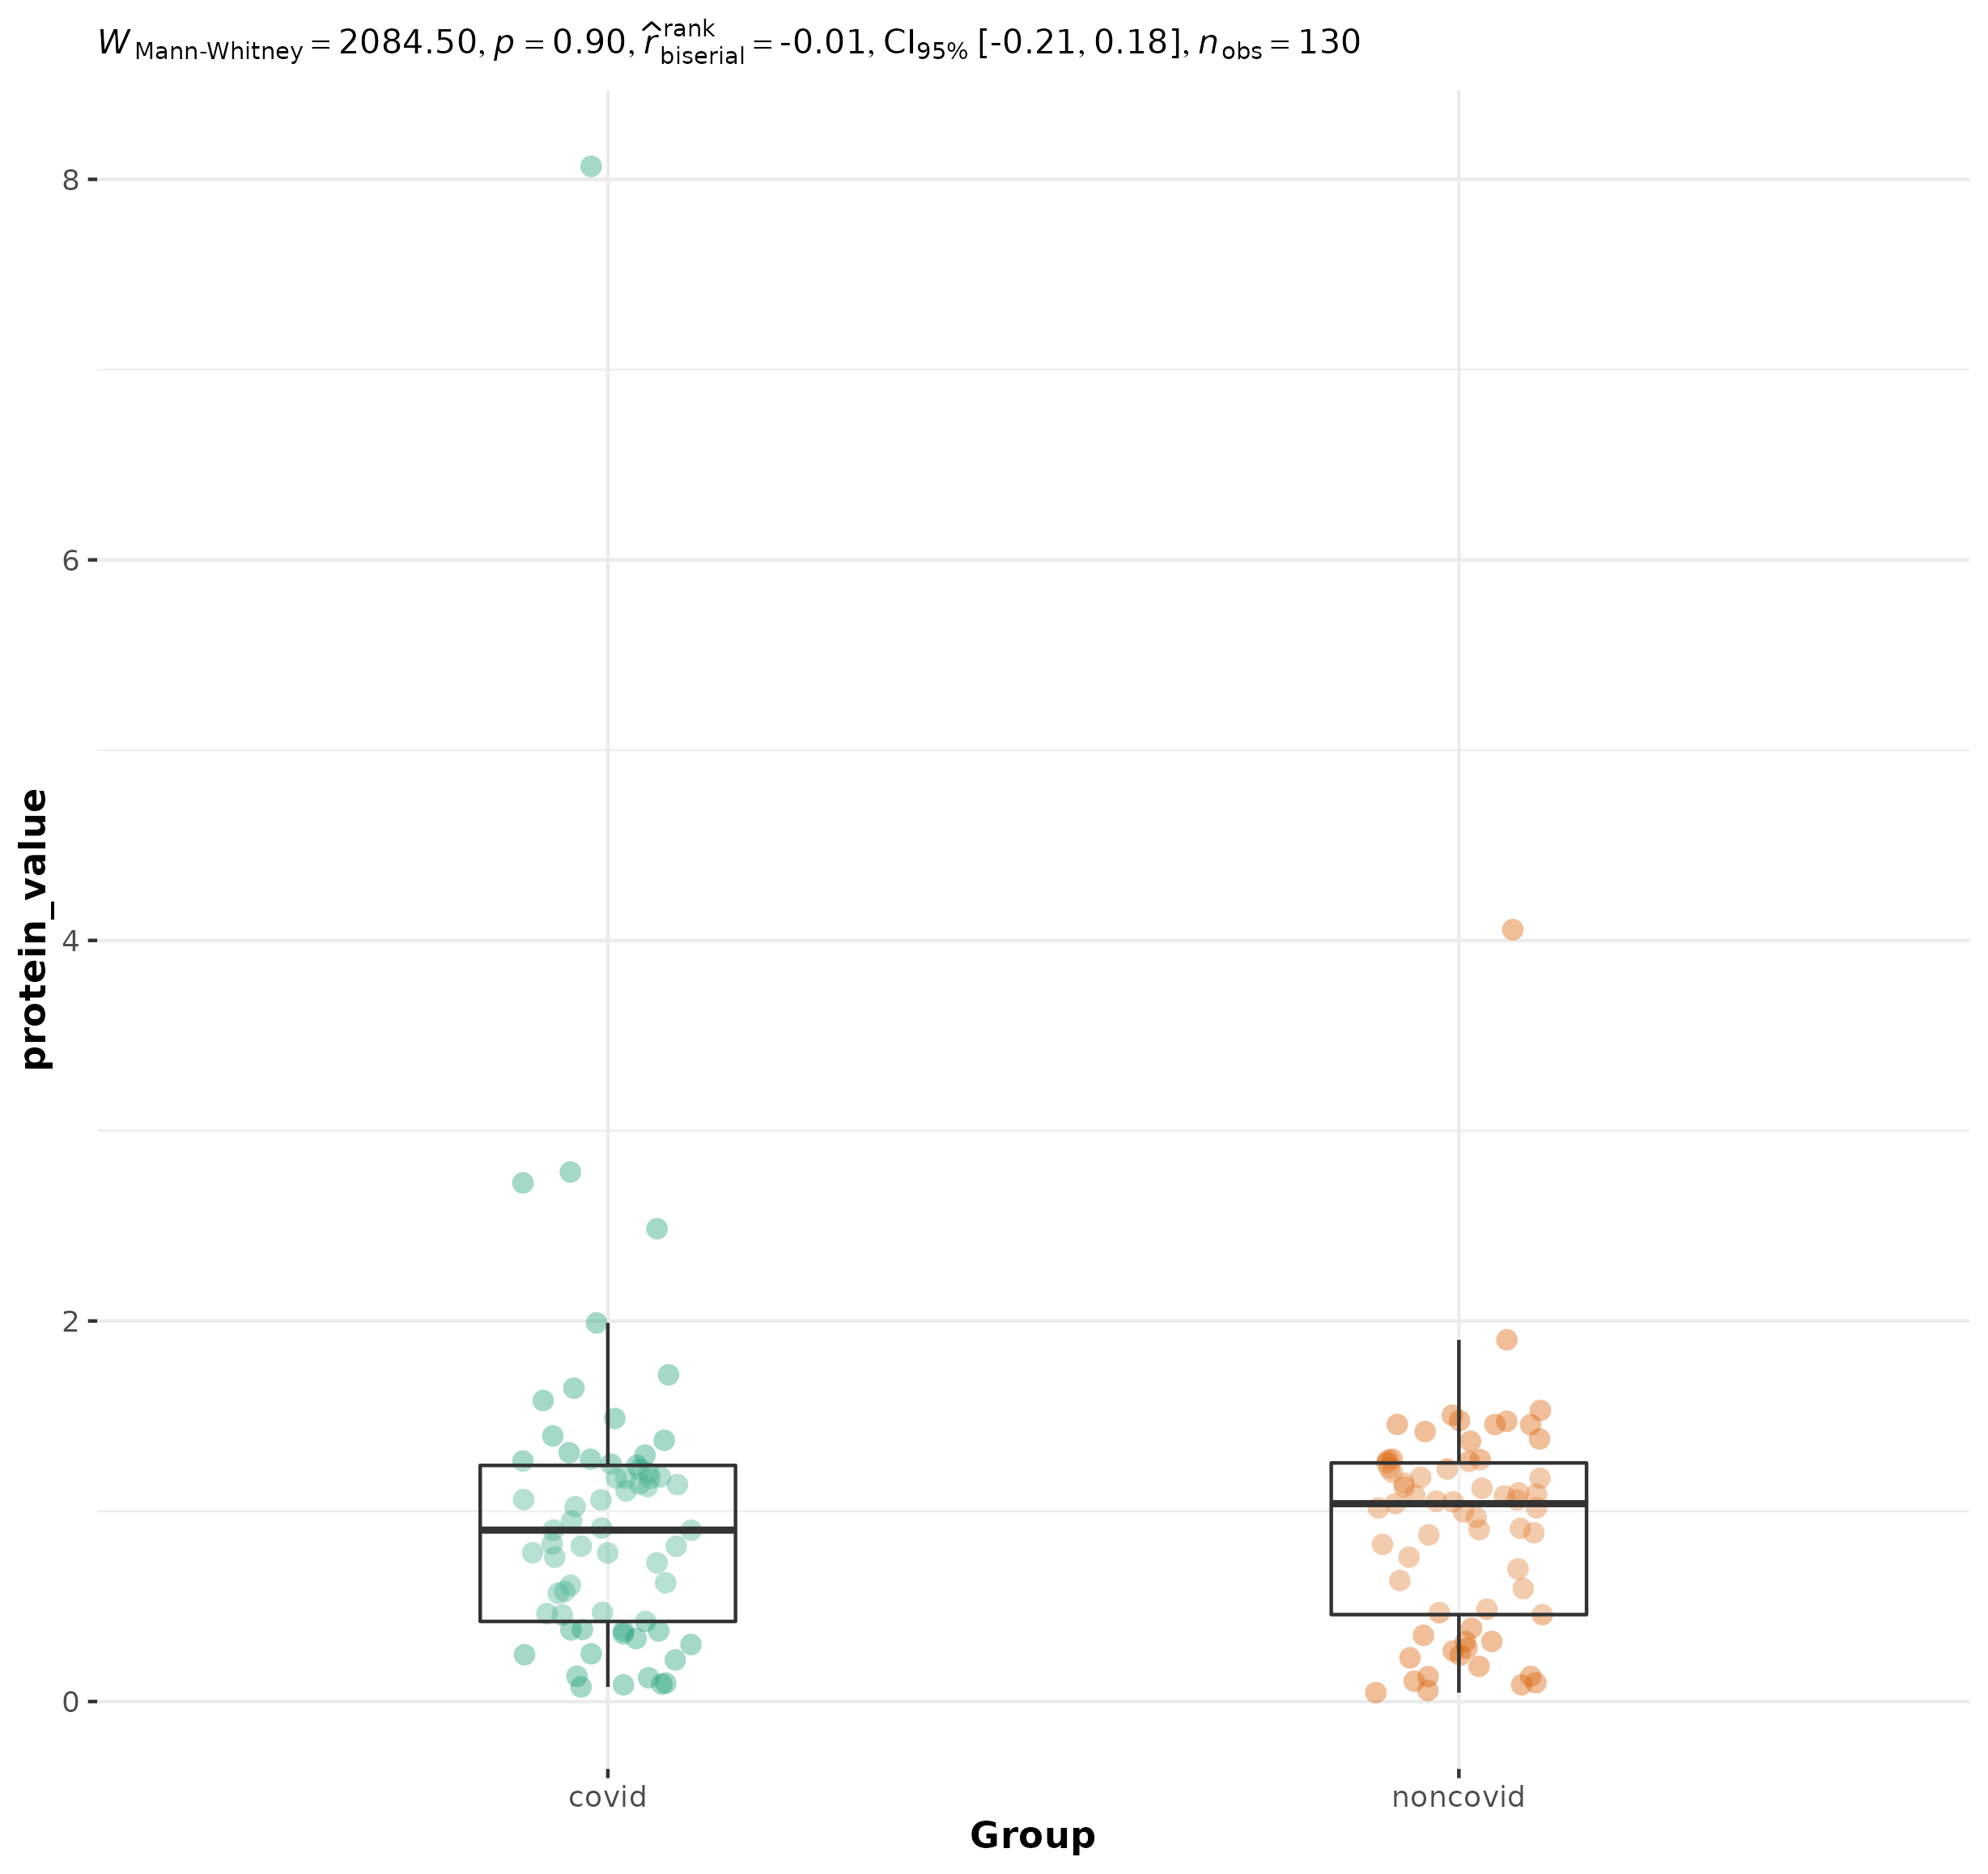 W Mann-Whitney = 2084.50, p = 0.90, r̂ rank biserial = -0.01, CI95% [-0.21, 0.18], nobs = 130
8
6
4
2
0
protein_value
covid noncovid
Group